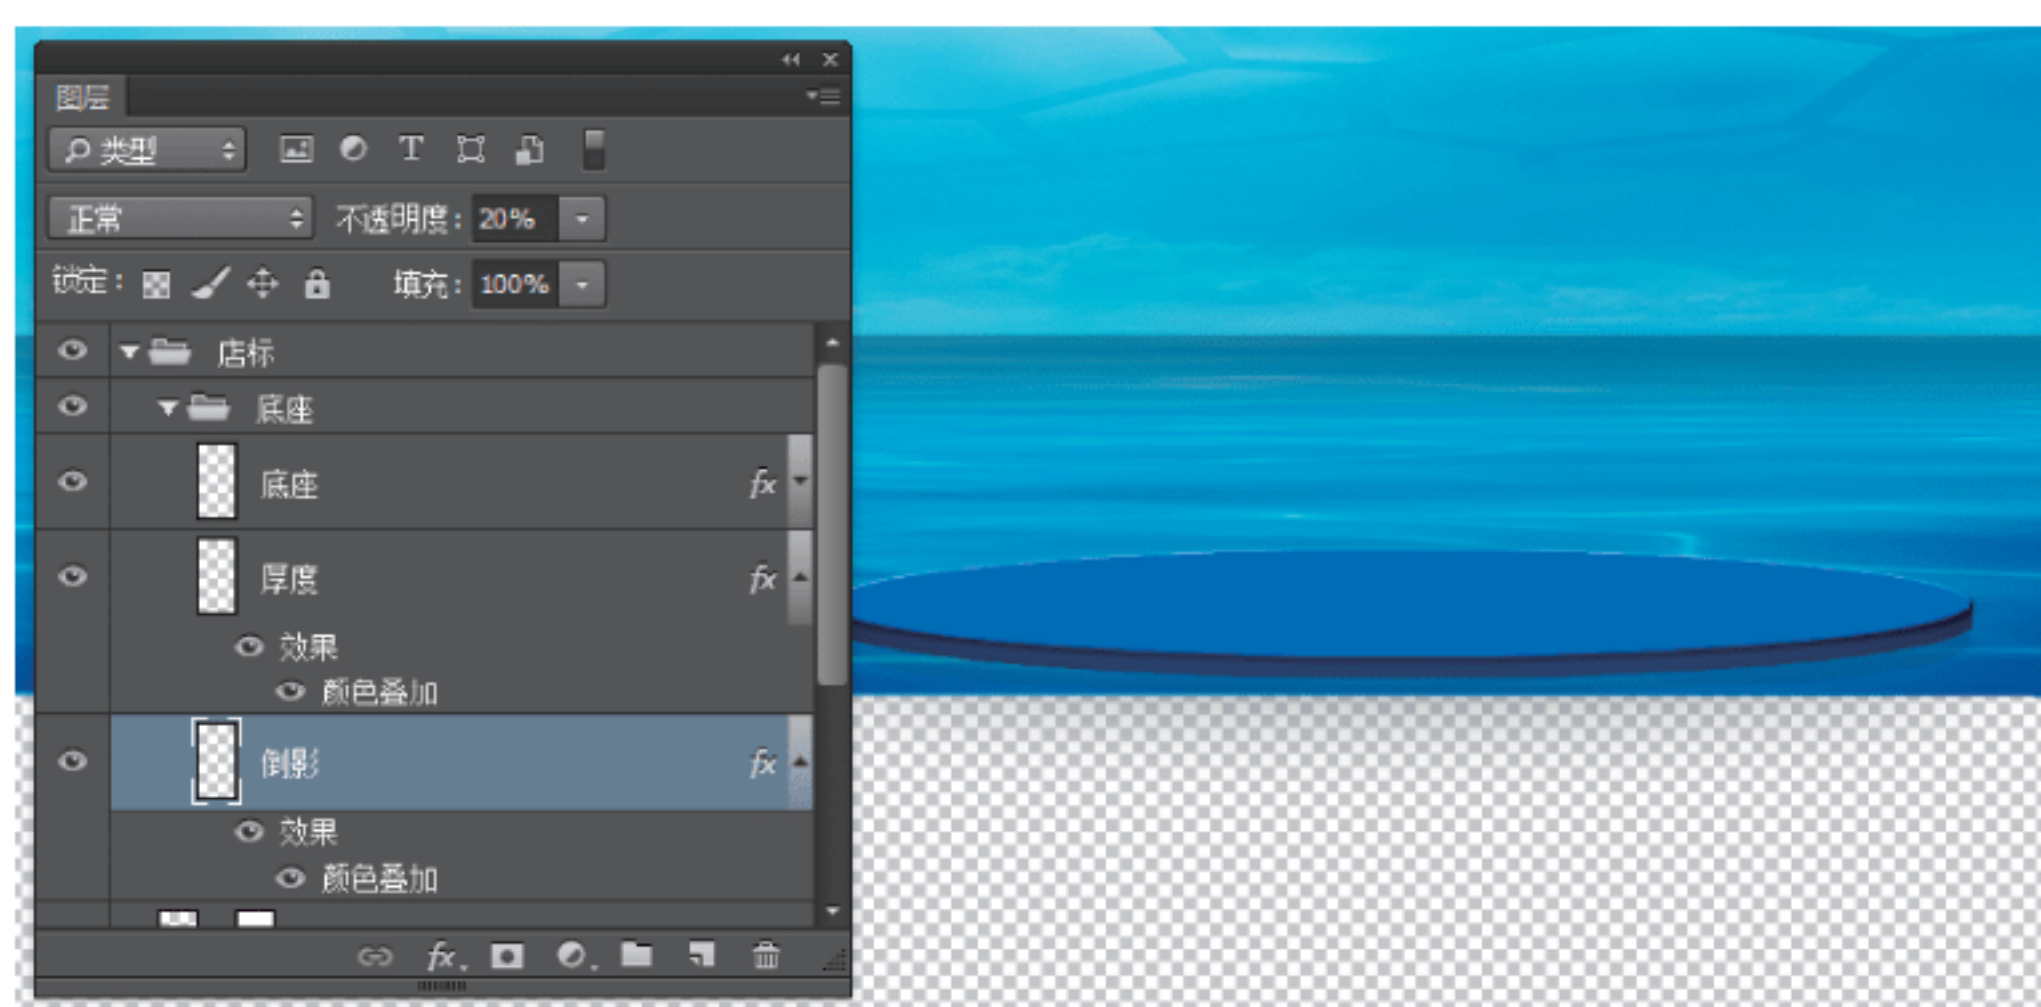 图层
类型
正常 不透明度: 20%
锁定: 填充: 100%
店标
底座
底座 fx
厚度 fx
效果
颜色叠加
倒影 fx
效果
颜色叠加
fx.